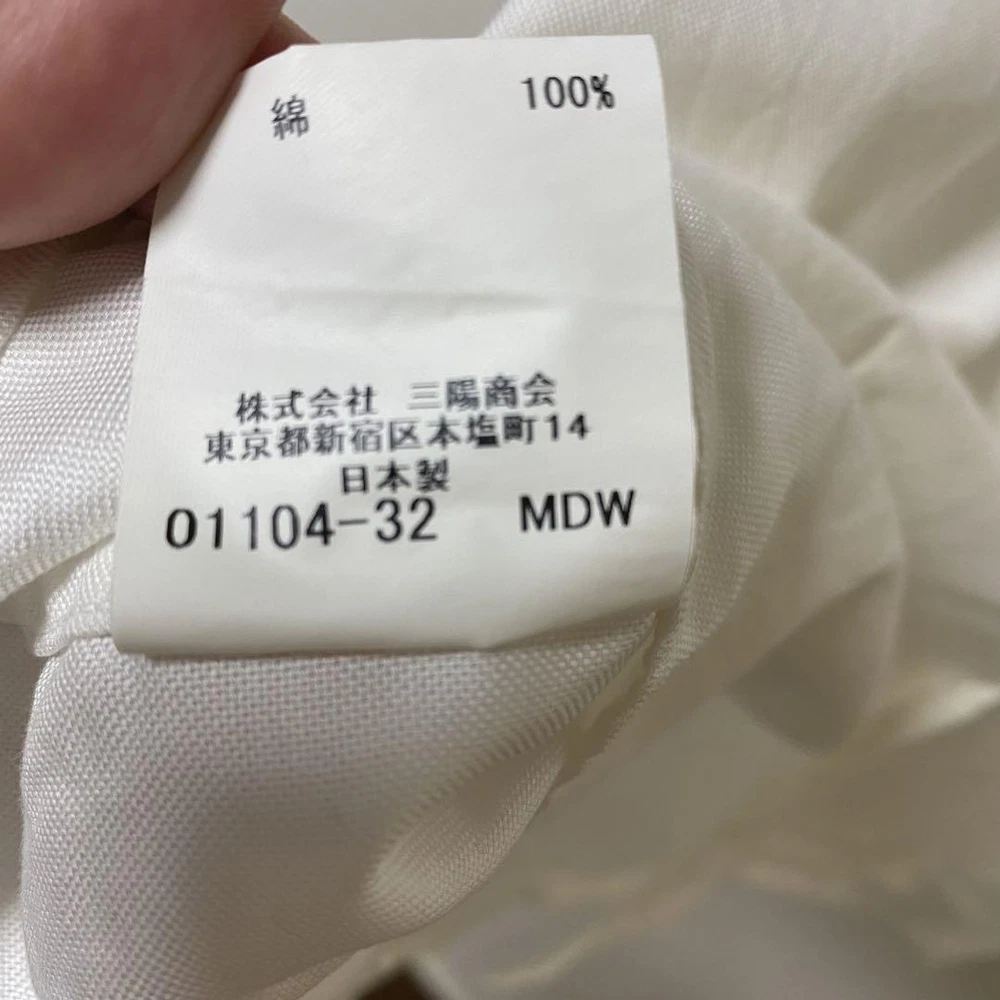 綿 100%
株式会社 三陽商会
東京都新宿区本塩町14
日本製
01104-32 MDW